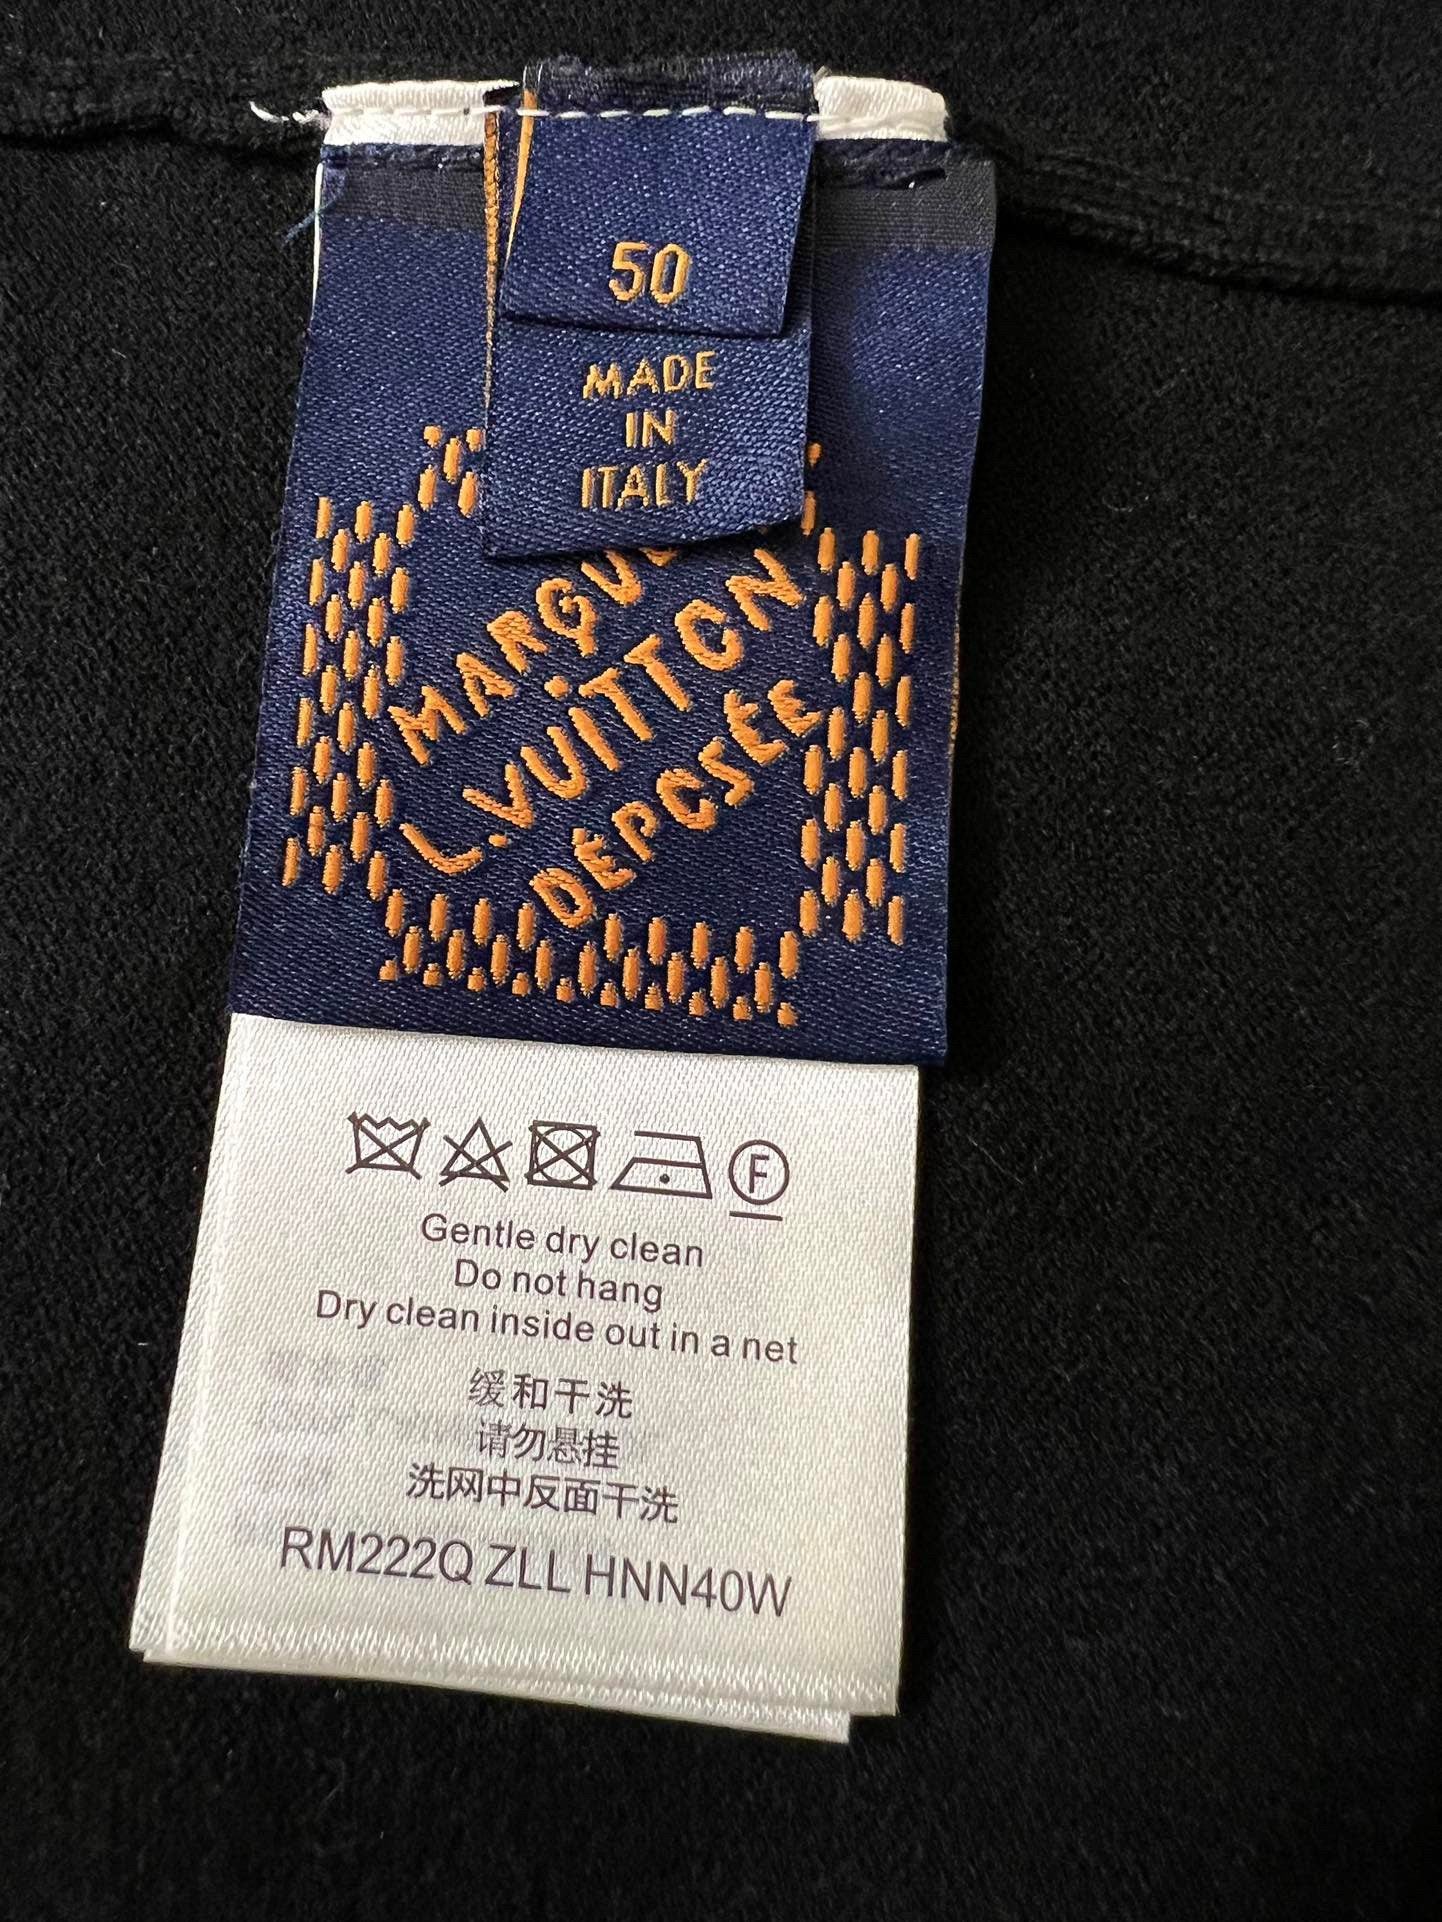 50
MADE
IN
ITALY
L.VUiTTON
DÉPOSÉE
F
Gentle dry clean
Do not hang
Dry clean inside out in a net
缓和干洗
请勿悬挂
洗网中反面干洗
RM222Q ZLL HNN40W